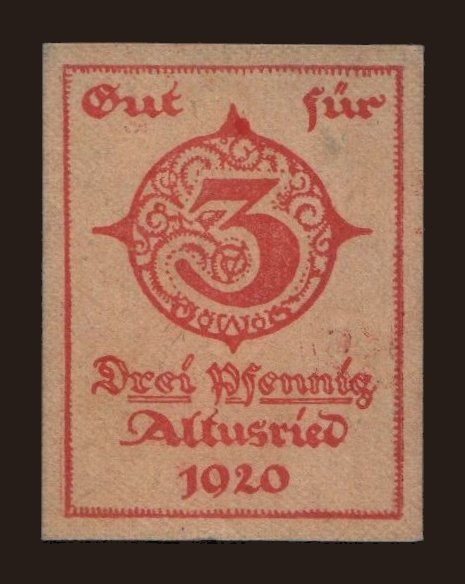 Gut für
3
Drei Pfennig
Altusried
1920